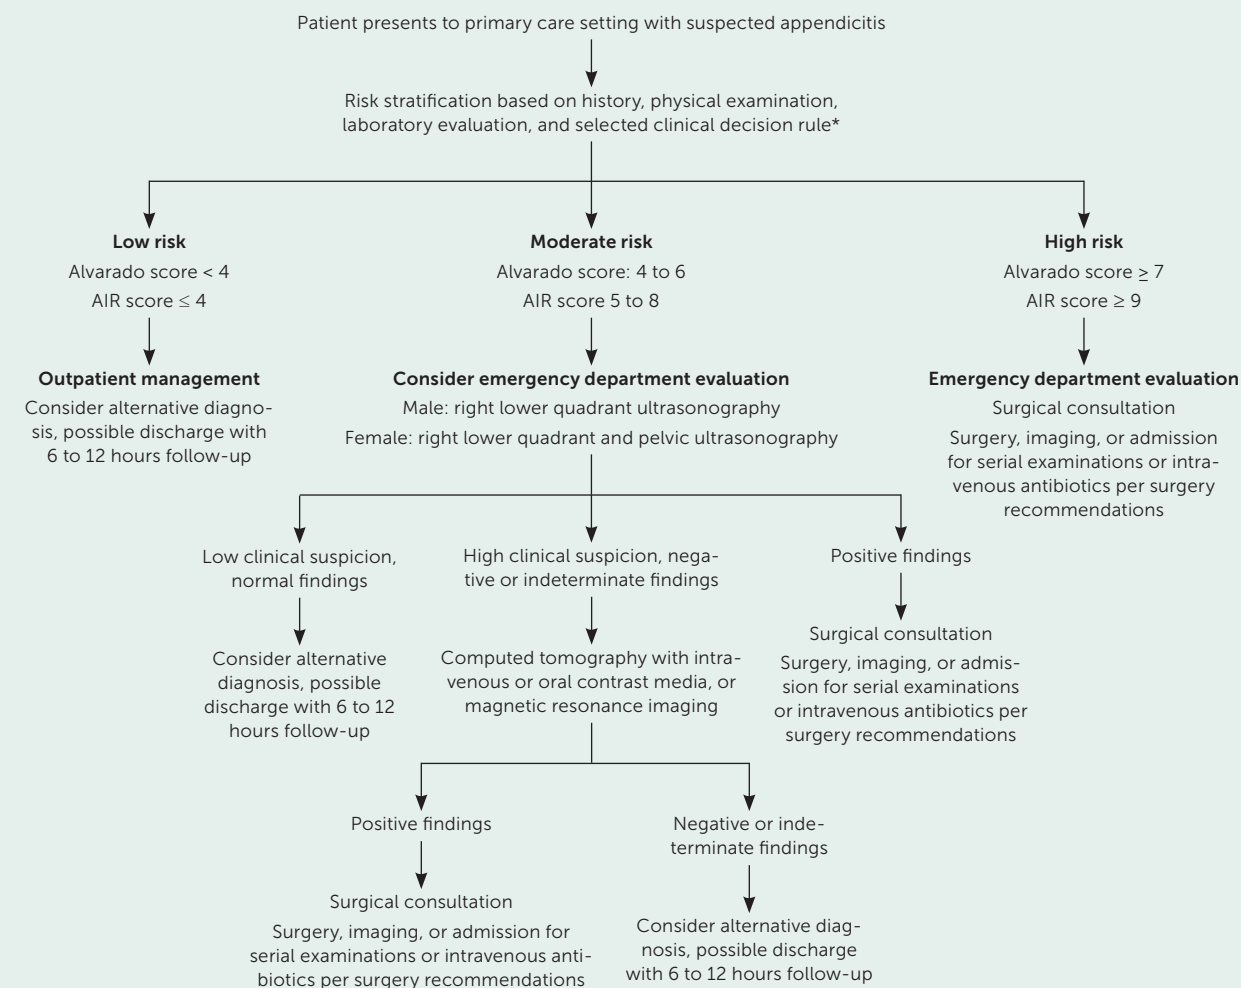 Patient presents to primary care setting with suspected appendicitis
Risk stratification based on history, physical examination,
laboratory evaluation, and selected clinical decision rule*
Low risk
Alvarado score < 4
AIR score ≤ 4
Moderate risk
Alvarado score: 4 to 6
AIR score 5 to 8
High risk
Alvarado score ≥ 7
AIR score ≥ 9
Outpatient management
Consider alternative diagno-
sis, possible discharge with
6 to 12 hours follow-up
Consider emergency department evaluation
Male: right lower quadrant ultrasonography
Female: right lower quadrant and pelvic ultrasonography
Emergency department evaluation
Surgical consultation
Surgery, imaging, or admission
for serial examinations or intra-
venous antibiotics per surgery
recommendations
Low clinical suspicion,
normal findings
High clinical suspicion, nega-
tive or indeterminate findings
Positive findings
Consider alternative
diagnosis, possible
discharge with 6 to 12
hours follow-up
Computed tomography with intra-
venous or oral contrast media, or
magnetic resonance imaging
Surgical consultation
Surgery, imaging, or admis-
sion for serial examinations
or intravenous antibiotics per
surgery recommendations
Positive findings
Negative or inde-
terminate findings
Surgical consultation
Surgery, imaging, or admission for
serial examinations or intravenous anti-
biotics per surgery recommendations
Consider alternative diag-
nosis, possible discharge
with 6 to 12 hours follow-up